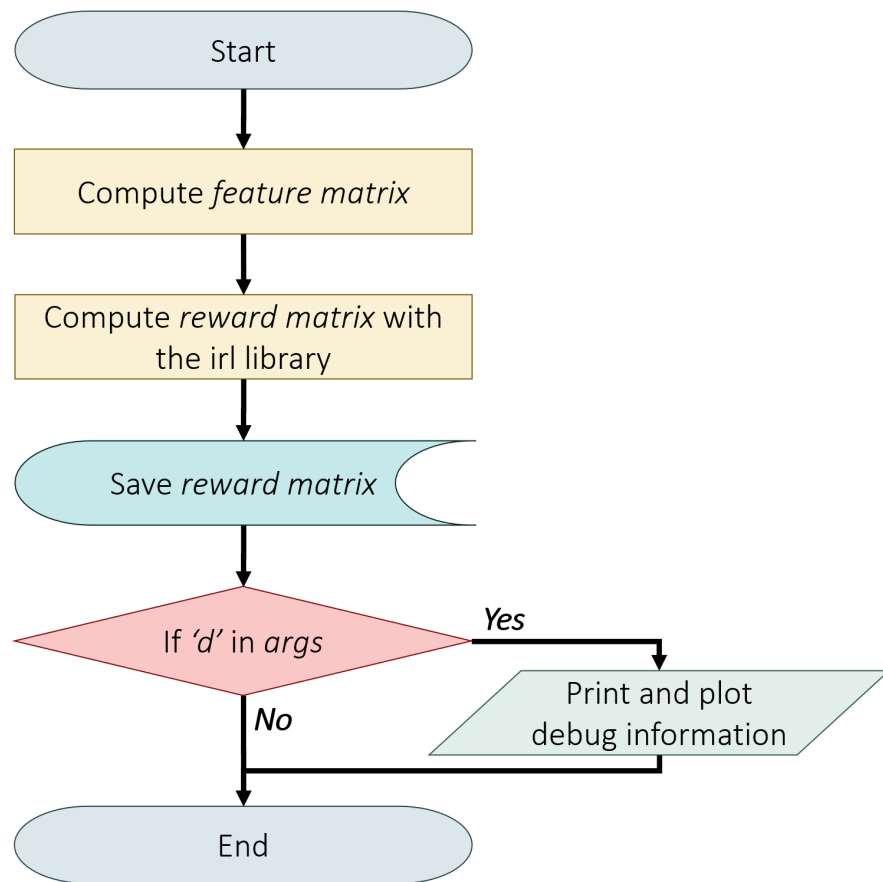 Start
Compute feature matrix
Compute reward matrix with
the irl library
Save reward matrix
If ‘d’ in args
Yes
Print and plot
debug information
No
End